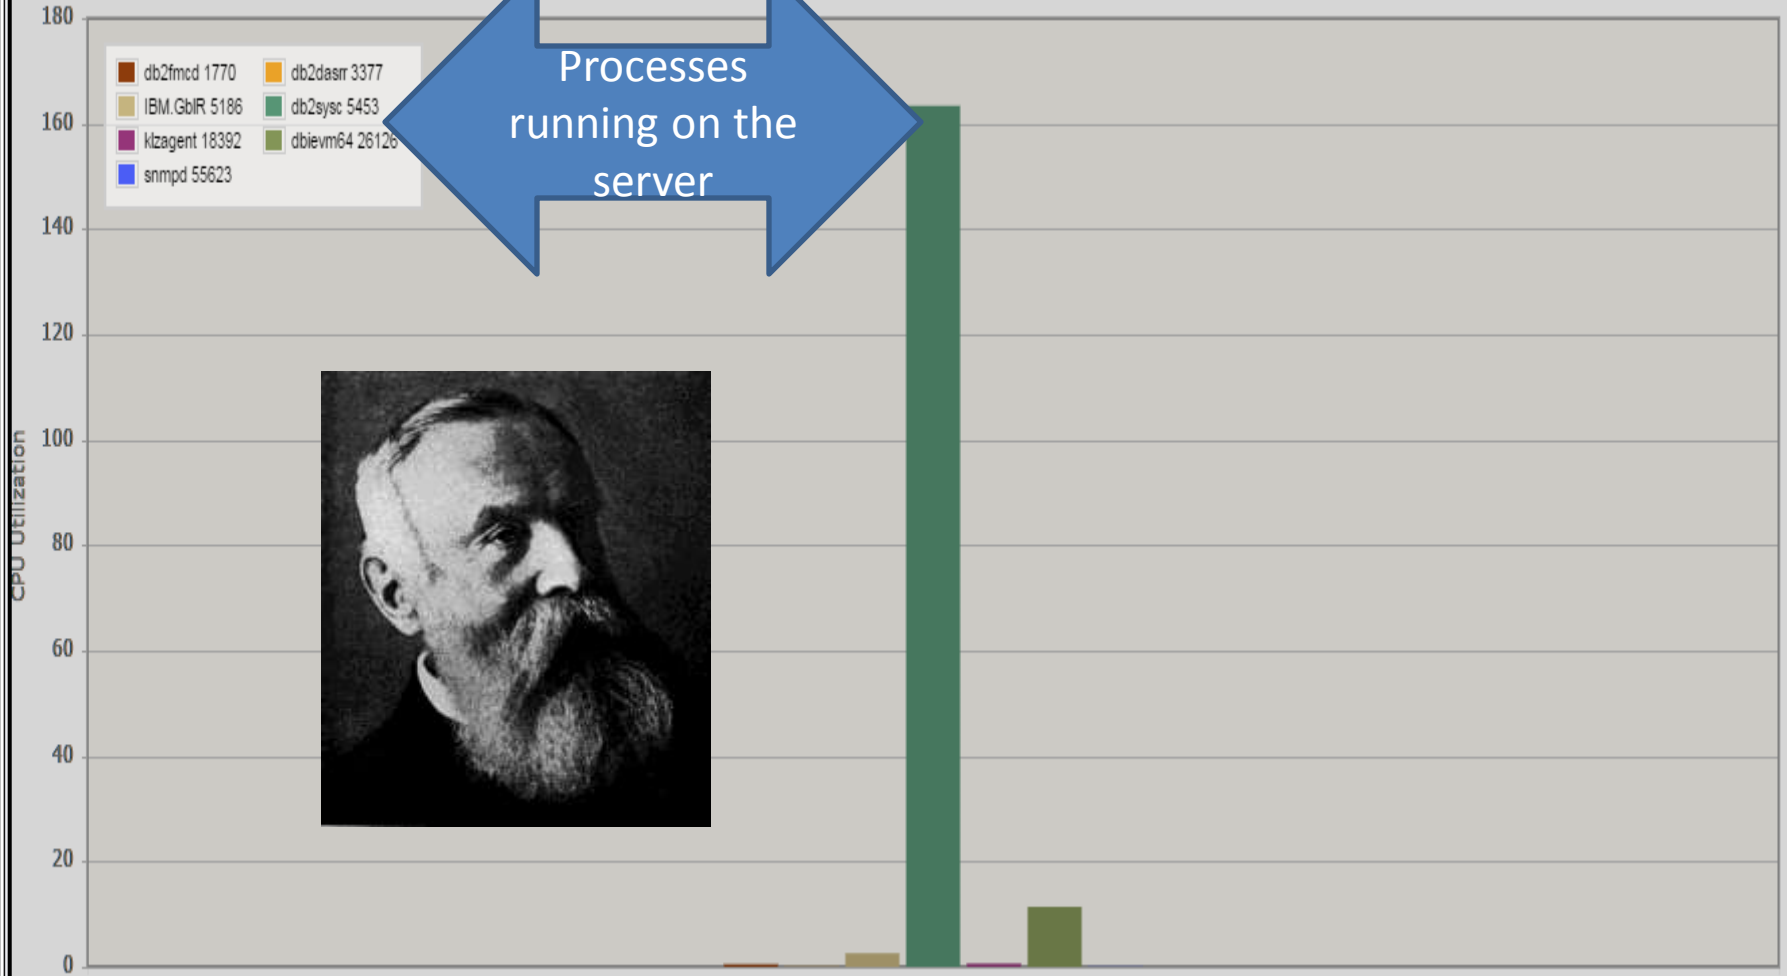 180
160
140
120
100
80
60
40
20
0
CPU Utilization
db2fmcd 1770
db2dasrr 3377
IBM.GblR 5186
db2sysc 5453
klzagent 18392
dbievm64 26126
snmpd 55623
Processes
running on the
server